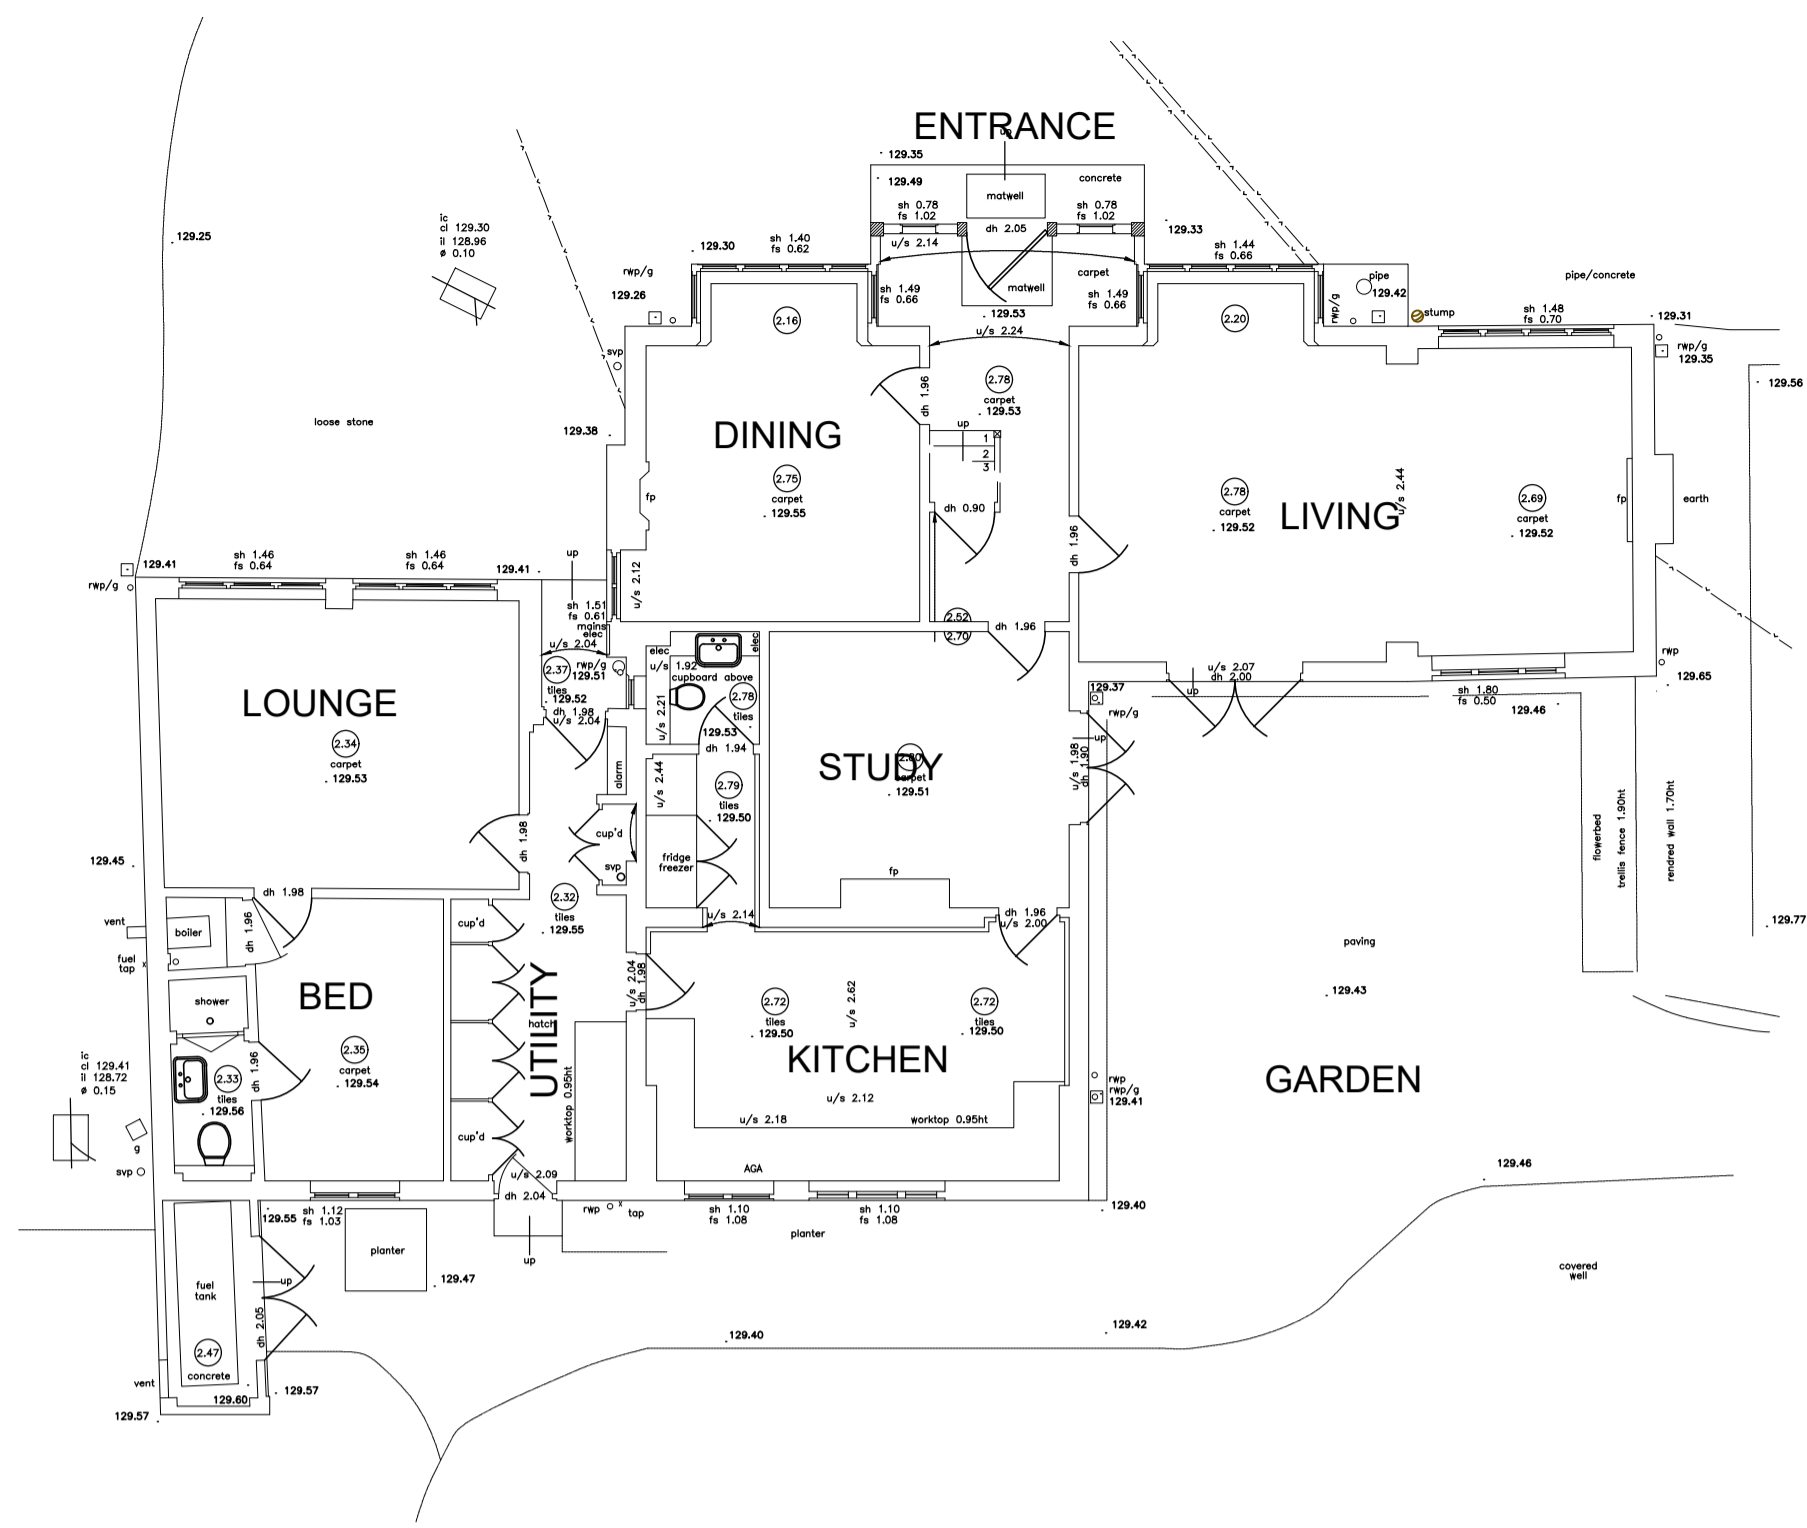 ENTRANCE
up
129.35
129.49
concrete
matwell
sh 0.78
fs 1.02
sh 0.78
fs 1.02
dh 2.05
129.33
129.25
ic
cl 129.30
il 128.96
ø 0.10
129.30
sh 1.40
fs 0.62
u/s 2.14
sh 1.44
fs 0.66
rwp/g
129.26
carpet
matwell
sh 1.49
fs 0.66
sh 1.49
fs 0.66
129.53
u/s 2.24
pipe
129.42
rwp/g
stump
pipe/concrete
sh 1.48
fs 0.70
129.31
rwp/g
129.35
129.56
2.16
2.20
svp
2.78
carpet
129.53
dh 1.96
loose stone
129.38
DINING
up
1
2
3
2.75
carpet
129.55
fp
dh 0.90
2.78
carpet
129.52
LIVING
u/s 2.44
2.69
carpet
129.52
fp
earth
dh 1.96
129.41
sh 1.46
fs 0.64
sh 1.46
fs 0.64
129.41
up
rwp/g
u/s 2.12
sh 1.51
fs 0.61
mains
elec
u/s 2.04
2.52
2.70
dh 1.96
2.37
tiles
129.52
rwp/g
129.51
dh 1.98
u/s 2.04
elec
elec
u/s 1.92
cupboard above
u/s 2.21
2.78
tiles
129.53
dh 1.94
u/s 2.07
dh 2.00
up
rwp
129.65
129.37
rwp/g
sh 1.80
fs 0.50
129.46
LOUNGE
2.34
carpet
129.53
alarm
u/s 2.44
2.79
tiles
129.50
STUDY
carpet
129.51
up
u/s 1.98
dh 1.90
cup'd
svp
fridge
freezer
dh 1.98
fp
flowerbed
trellis fence 1.90ht
rendred wall 1.70ht
129.45
dh 1.98
vent
boiler
dh 1.96
cup'd
2.32
tiles
129.55
u/s 2.14
dh 1.96
u/s 2.00
129.77
paving
129.43
fuel
tap
x
shower
BED
UTILITY
hatch
u/s 2.04
dh 1.98
2.72
tiles
129.50
u/s 2.62
2.72
tiles
129.50
2.35
carpet
129.54
dh 1.96
2.33
tiles
129.56
KITCHEN
GARDEN
ic
cl 129.41
il 128.72
ø 0.15
worktop 0.95ht
u/s 2.12
u/s 2.18
worktop 0.95ht
rwp
rwp/g
129.41
g
svp
cup'd
AGA
129.46
u/s 2.09
dh 2.04
129.55
sh 1.12
fs 1.03
rwp
x
tap
sh 1.10
fs 1.08
sh 1.10
fs 1.08
129.40
planter
planter
up
covered
well
129.47
up
fuel
tank
dh 2.05
129.40
129.42
2.47
concrete
vent
129.60
129.57
129.57